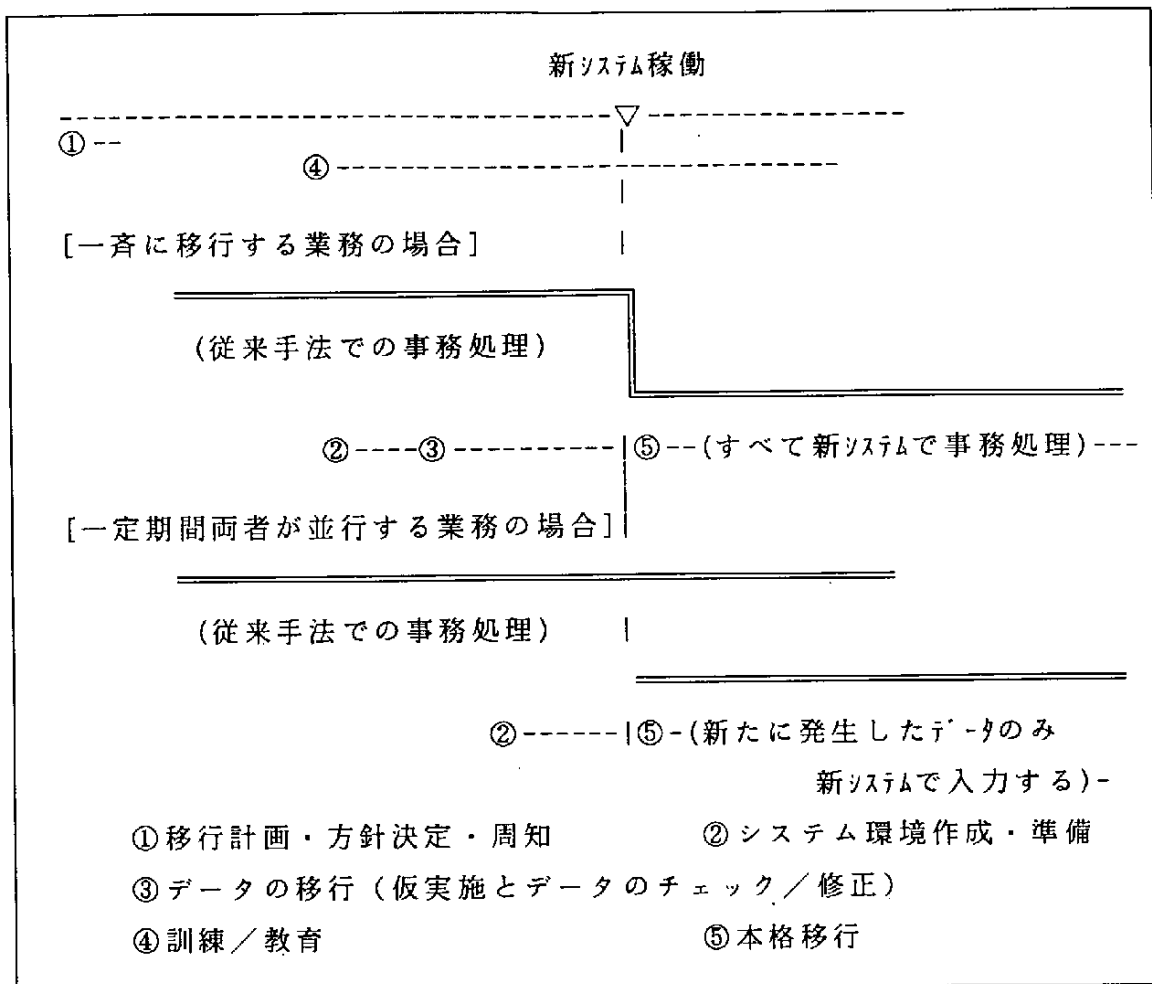 新システム稼働
①
④
[一斉に移行する業務の場合]
(従来手法での事務処理)
②----③----------|⑤--(すべて新システムで事務処理)---
[一定期間両者が並行する業務の場合]
(従来手法での事務処理)
②------|⑤-(新たに発生したデータのみ
新システムで入力する)-
①移行計画・方針決定・周知 ②システム環境作成・準備
③データの移行（仮実施とデータのチェック／修正）
④訓練／教育 ⑤本格移行